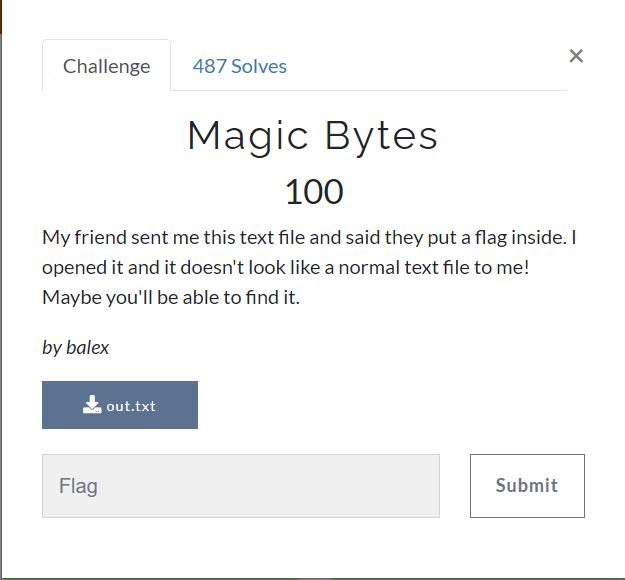 Challenge
487 Solves
×
Magic Bytes
100
My friend sent me this text file and said they put a flag inside. I
opened it and it doesn't look like a normal text file to me!
Maybe you'll be able to find it.
by balex
out.txt
Flag
Submit